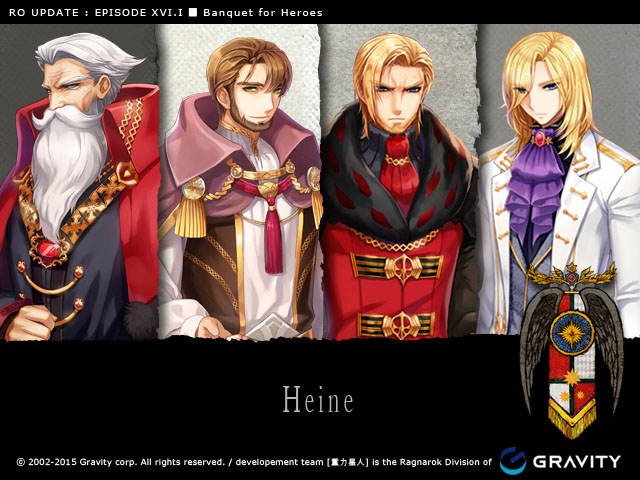 RO UPDATE : EPISODE XVI.I ■ Banquet for Heroes
Heine
© 2002-2015 Gravity corp. All rights reserved. / developement team [重力星人] is the Ragnarok Division of GRAVITY